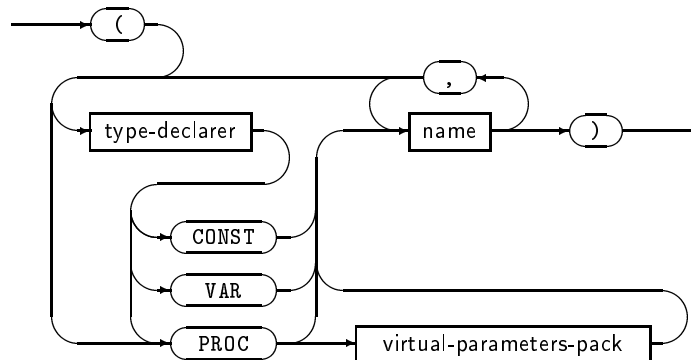 (
,
type-declarer
name
)
CONST
VAR
PROC
virtual-parameters-pack